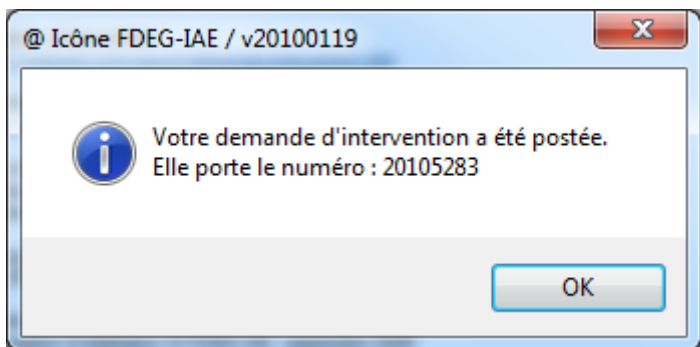 @ Icône FDEG-IAE / v20100119
Votre demande d'intervention a été postée.
Elle porte le numéro : 20105283
OK